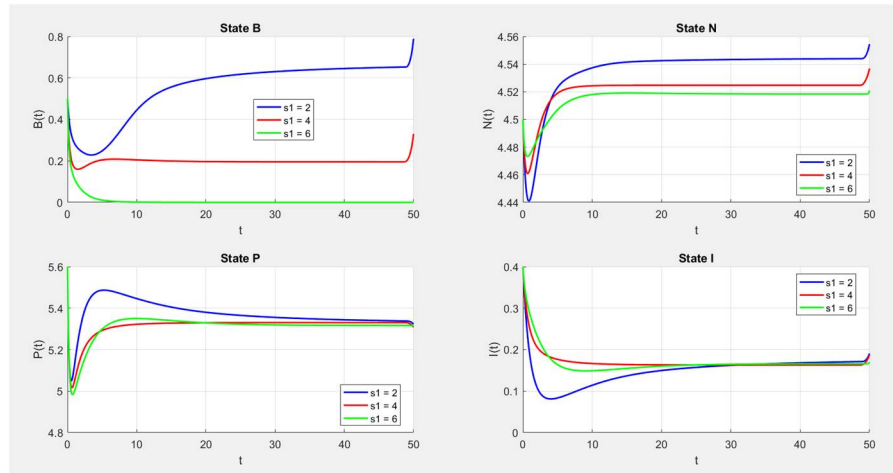 State B
0.8
0.6
0.4
0.2
0
B(t)
s1 = 2
s1 = 4
s1 = 6
0
10
20
30
40
50
t
State N
4.56
4.54
4.52
4.5
4.48
4.46
4.44
N(t)
s1 = 2
s1 = 4
s1 = 6
0
10
20
30
40
50
t
State P
5.6
5.4
5.2
5
4.8
P(t)
s1 = 2
s1 = 4
s1 = 6
0
10
20
30
40
50
t
State I
0.4
0.3
0.2
0.1
0
I(t)
s1 = 2
s1 = 4
s1 = 6
0
10
20
30
40
50
t